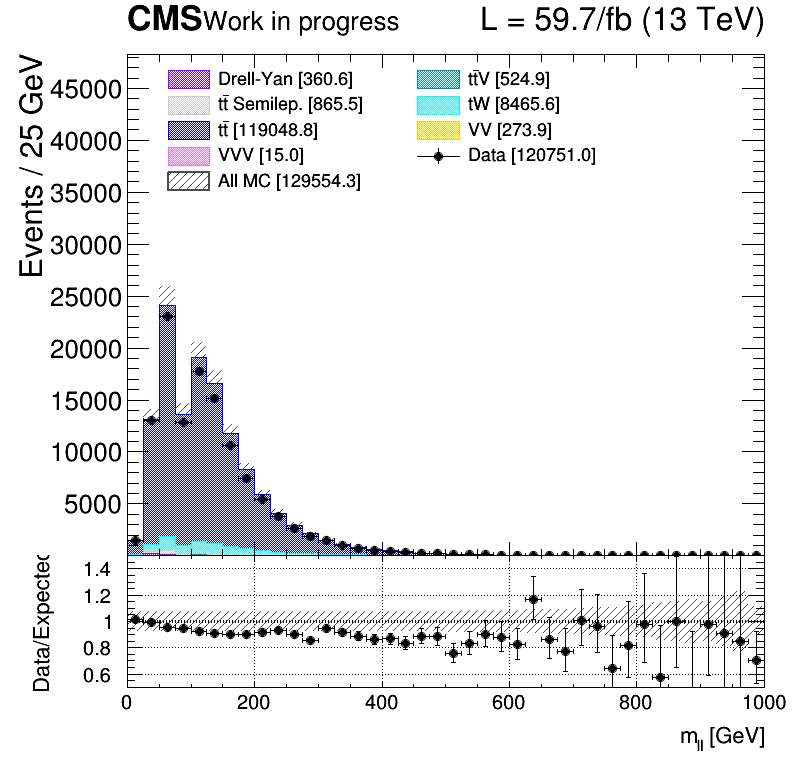 CMS Work in progress L = 59.7/fb (13 TeV)
Events / 25 GeV
45000
40000
35000
30000
25000
20000
15000
10000
5000
Drell-Yan [360.6]
tt̄ Semilep. [865.5]
tt̄ [119048.8]
VVV [15.0]
All MC [129554.3]
tt̄V [524.9]
tW [8465.6]
VV [273.9]
Data [120751.0]
Data/Expected
1.4
1.2
1
0.8
0.6
0 200 400 600 800 1000
m_ll [GeV]